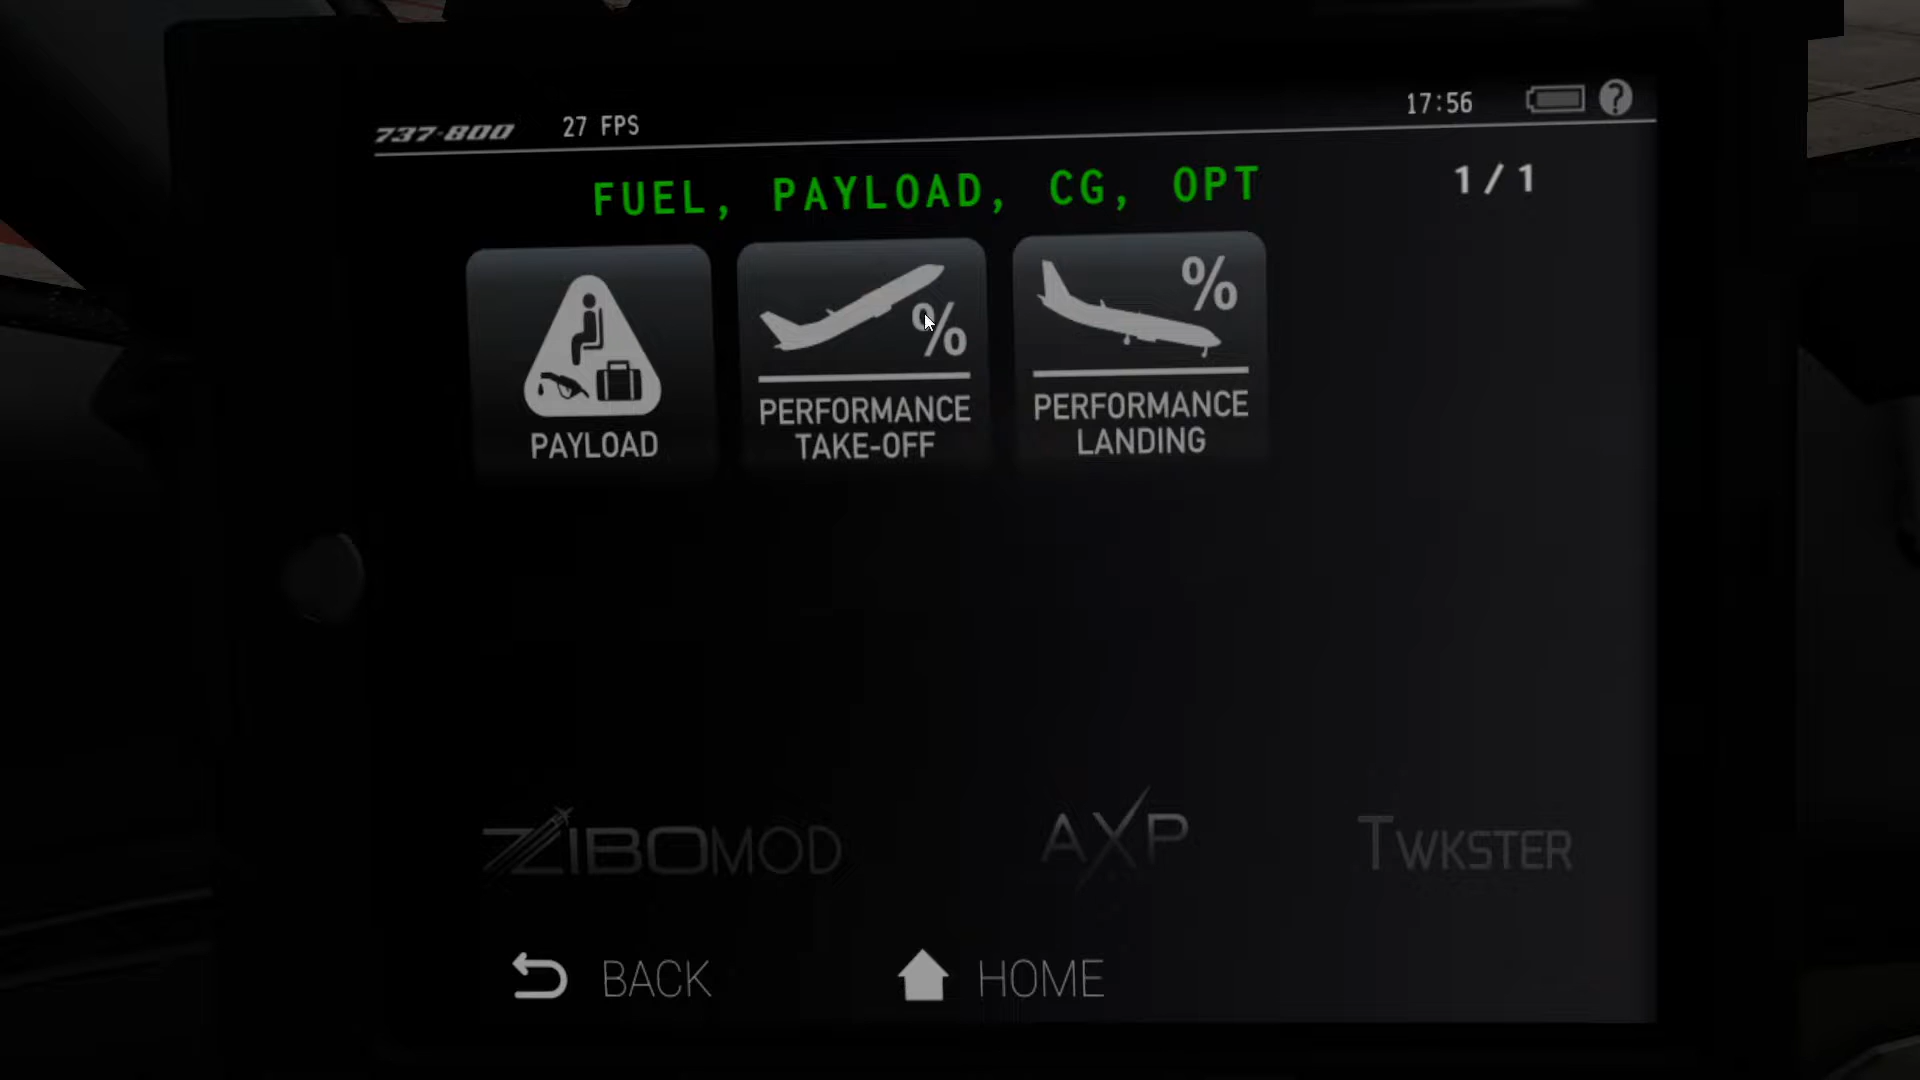 737-800 27 FPS 17:56 ?
FUEL, PAYLOAD, CG, OPT 1/1
% %
PAYLOAD
PERFORMANCE
TAKE-OFF
PERFORMANCE
LANDING
ZIBOMOD AXP TWKSTER
BACK HOME